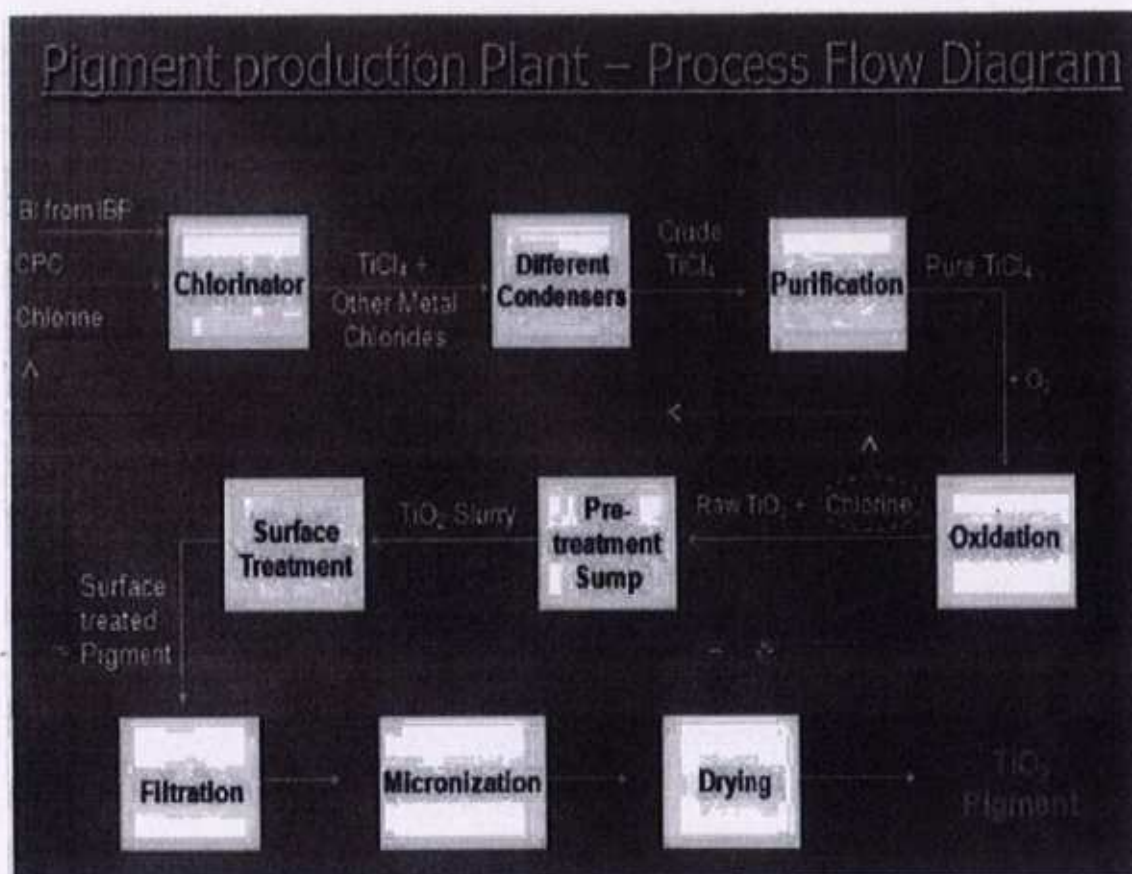 Pigment production Plant – Process Flow Diagram
BI from IBP
CPC
Chlorine
Chlorinator
TiCl₄ +
Other Metal
Chlorides
Different
Condensers
Crude
TiCl₄
Purification
Pure TiCl₄
+ O₂
Surface
Treatment
TiO₂ Slurry
Pre-
treatment
Sump
Raw TiO₂ + Chlorine
Oxidation
Surface
treated
Pigment
Filtration
Micronization
Drying
TiO₂
Pigment